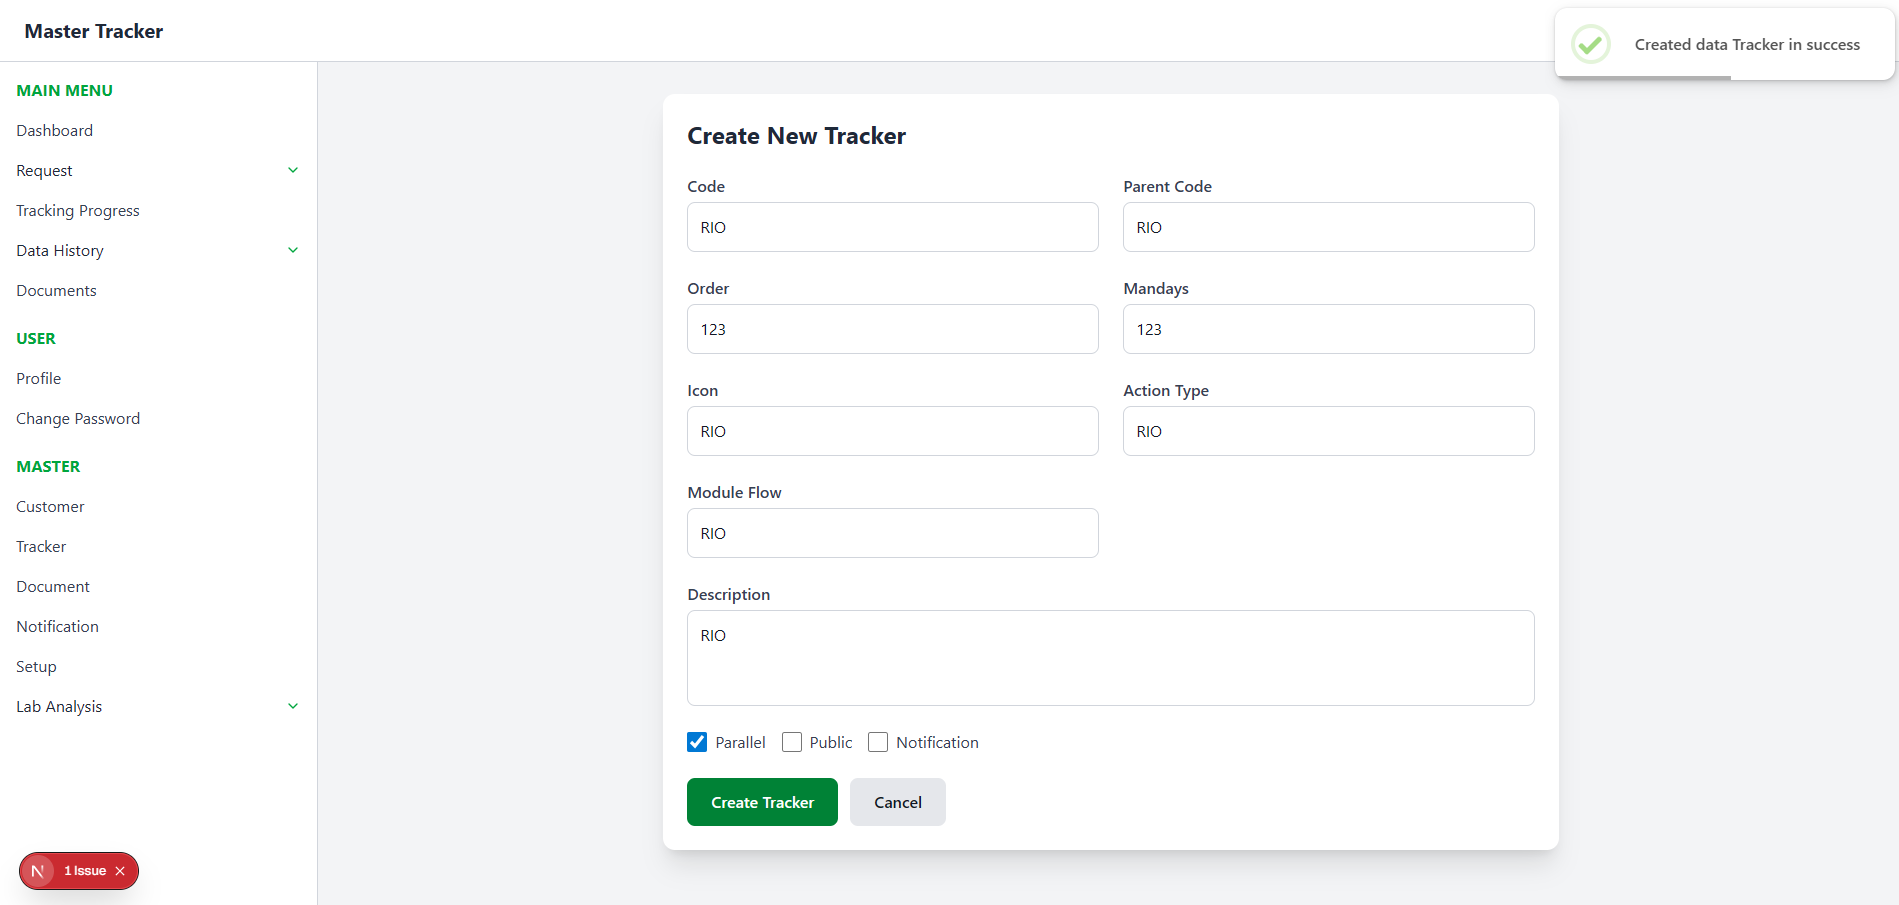 Master Tracker
Created data Tracker in success
MAIN MENU
Dashboard
Request
Tracking Progress
Data History
Documents
USER
Profile
Change Password
MASTER
Customer
Tracker
Document
Notification
Setup
Lab Analysis
N 1 Issue
Create New Tracker
Code
RIO
Parent Code
RIO
Order
123
Mandays
123
Icon
RIO
Action Type
RIO
Module Flow
RIO
Description
RIO
Parallel Public Notification
Create Tracker Cancel